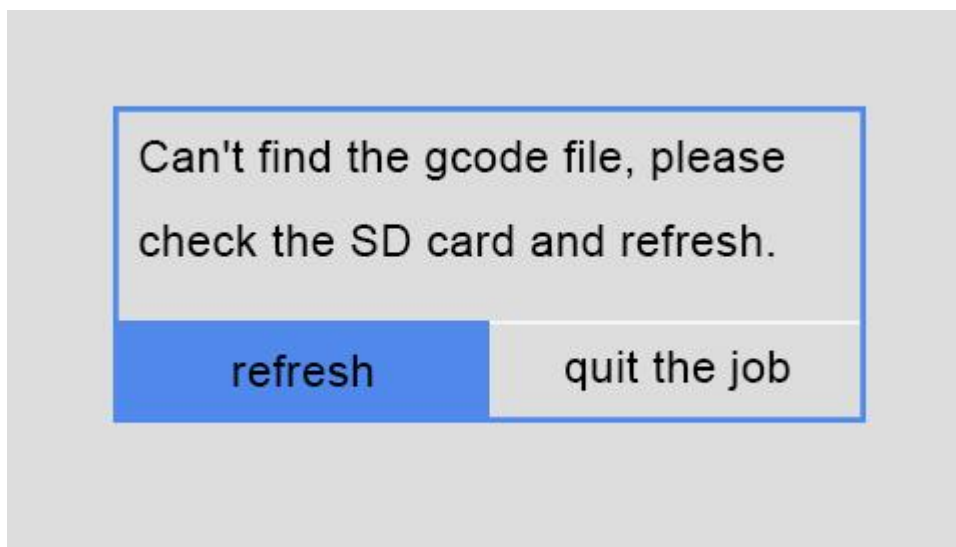 Can't find the gcode file, please
check the SD card and refresh.
refresh
quit the job